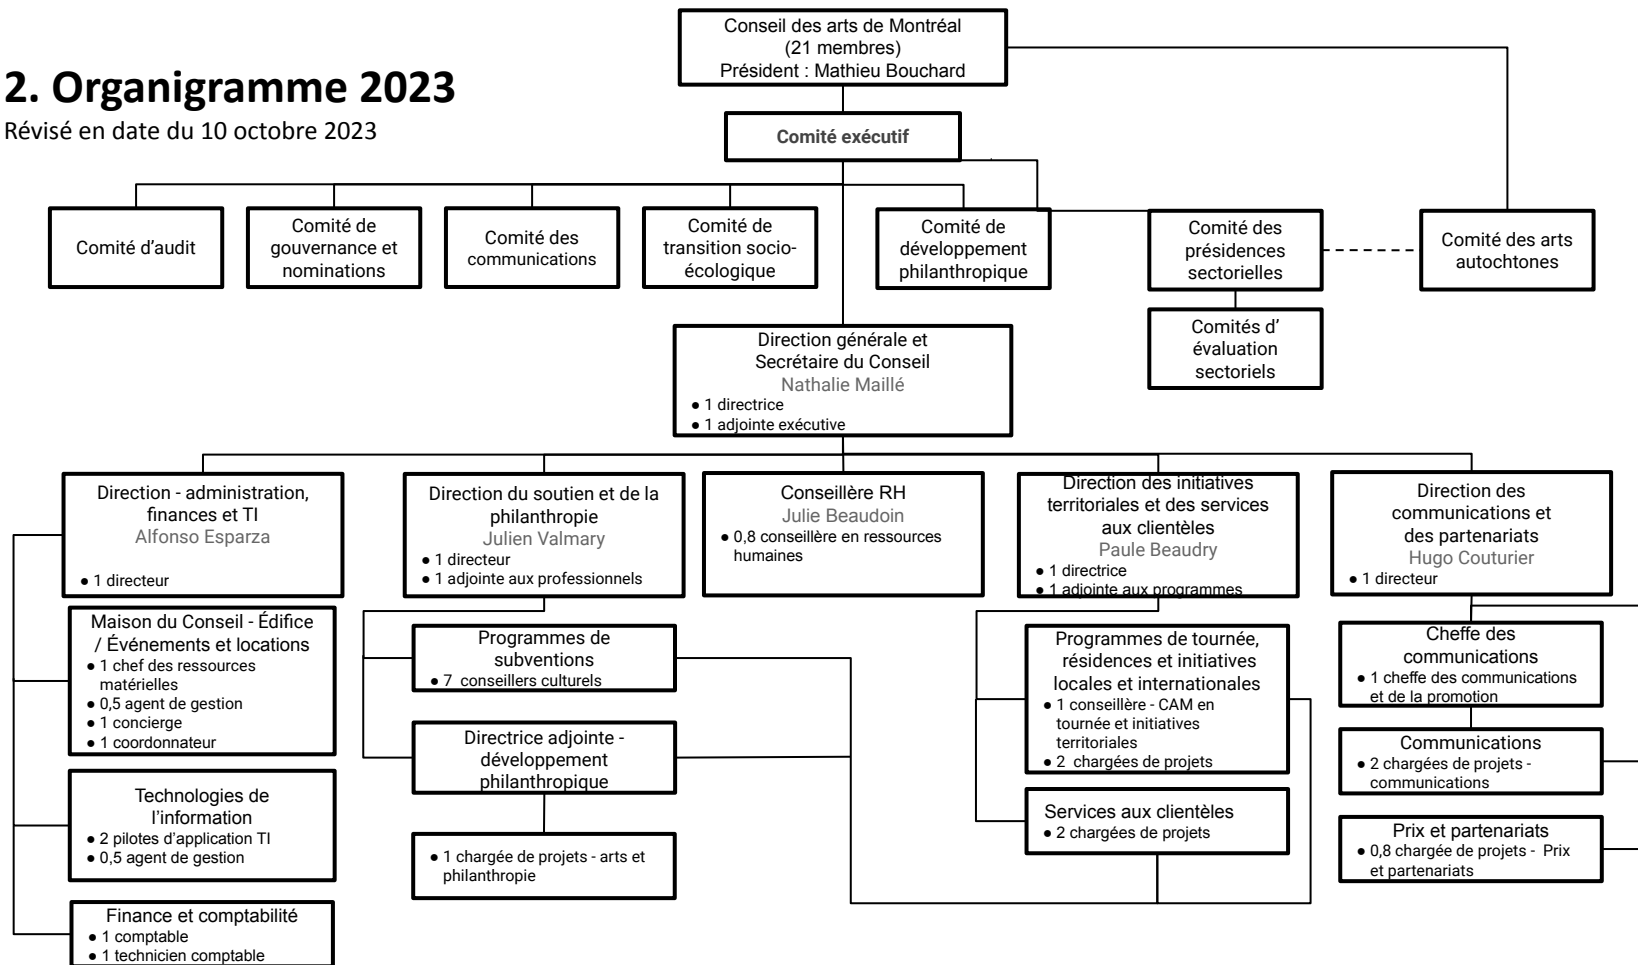 Conseil des arts de Montréal
(21 membres)
Président : Mathieu Bouchard
2. Organigramme 2023
Révisé en date du 10 octobre 2023
Comité exécutif
Comité d'audit
Comité de
gouvernance et
nominations
Comité des
communications
Comité de
transition socio-
écologique
Comité de
développement
philanthropique
Comité des
présidences
sectorielles
Comité des arts
autochtones
Comités d'
évaluation
sectoriels
Direction générale et
Secrétaire du Conseil
Nathalie Maillé
● 1 directrice
● 1 adjointe exécutive
Direction - administration,
finances et TI
Alfonso Esparza
● 1 directeur
Direction du soutien et de la
philanthropie
Julien Valmary
● 1 directeur
● 1 adjointe aux professionnels
Conseillère RH
Julie Beaudoin
● 0,8 conseillère en ressources
humaines
Direction des initiatives
territoriales et des services
aux clientèles
Paule Beaudry
● 1 directrice
● 1 adjointe aux programmes
Direction des
communications et
des partenariats
Hugo Couturier
● 1 directeur
Maison du Conseil - Édifice
/ Événements et locations
● 1 chef des ressources
matérielles
● 0,5 agent de gestion
● 1 concierge
● 1 coordonnateur
Technologies de
l'information
● 2 pilotes d'application TI
● 0,5 agent de gestion
Finance et comptabilité
● 1 comptable
● 1 technicien comptable
Programmes de
subventions
● 7 conseillers culturels
Directrice adjointe -
développement
philanthropique
● 1 chargée de projets - arts et
philanthropie
Programmes de tournée,
résidences et initiatives
locales et internationales
● 1 conseillère - CAM en
tournée et initiatives
territoriales
● 2 chargées de projets
Services aux clientèles
● 2 chargées de projets
Cheffe des
communications
● 1 cheffe des communications
et de la promotion
Communications
● 2 chargées de projets -
communications
Prix et partenariats
● 0,8 chargée de projets - Prix
et partenariats